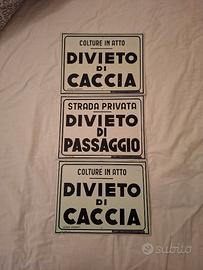 COLTURE IN ATTO
DIVIETO
DI
CACCIA
STRADA PRIVATA
DIVIETO
DI
PASSAGGIO
COLTURE IN ATTO
DIVIETO
DI
CACCIA
subito